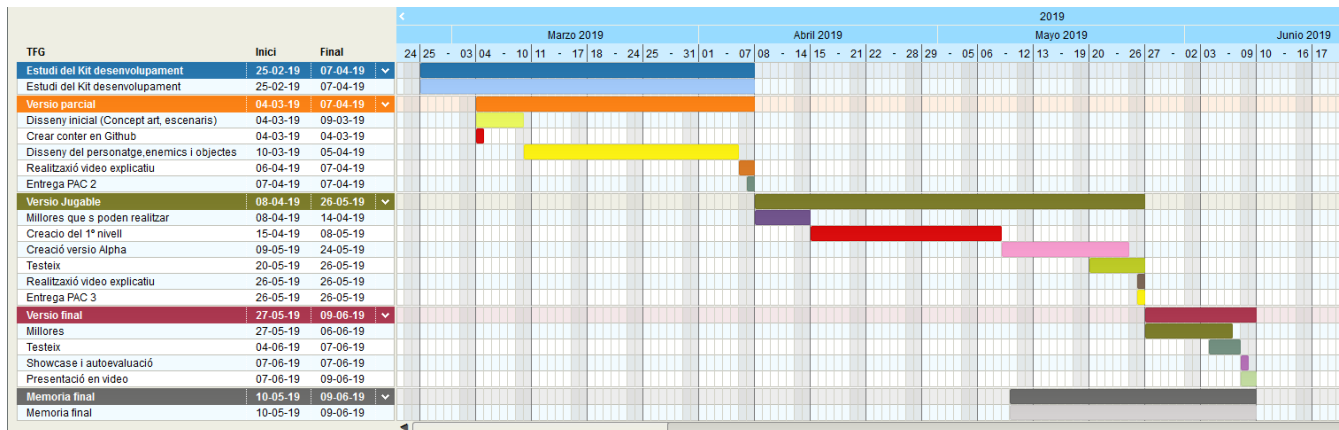 2019
Marzo 2019 Abril 2019 Mayo 2019 Junio 2019
TFG Inici Final 24 25 - 03 04 - 10 11 - 17 18 - 24 25 - 31 01 - 07 08 - 14 15 - 21 22 - 28 29 - 05 06 - 12 13 - 19 20 - 26 27 - 02 03 - 09 10 - 16 17
Estudi del Kit desenvolupament 25-02-19 07-04-19
Estudi del Kit desenvolupament 25-02-19 07-04-19
Versio parcial 04-03-19 07-04-19
Disseny inicial (Concept art, escenaris) 04-03-19 09-03-19
Crear conter en Github 04-03-19 04-03-19
Disseny del personatge,enemics i objectes 10-03-19 05-04-19
Realització video explicatiu 06-04-19 07-04-19
Entrega PAC 2 07-04-19 07-04-19
Versio Jugable 08-04-19 26-05-19
Millores que s poden realitzar 08-04-19 14-04-19
Creacio del 1º nivell 15-04-19 08-05-19
Creació versio Alpha 09-05-19 24-05-19
Testeix 20-05-19 26-05-19
Realització video explicatiu 26-05-19 26-05-19
Entrega PAC 3 26-05-19 26-05-19
Versio final 27-05-19 09-06-19
Millores 27-05-19 06-06-19
Testeix 04-06-19 07-06-19
Showcase i autoevaluació 07-06-19 07-06-19
Presentació en video 07-06-19 09-06-19
Memoria final 10-05-19 09-06-19
Memoria final 10-05-19 09-06-19